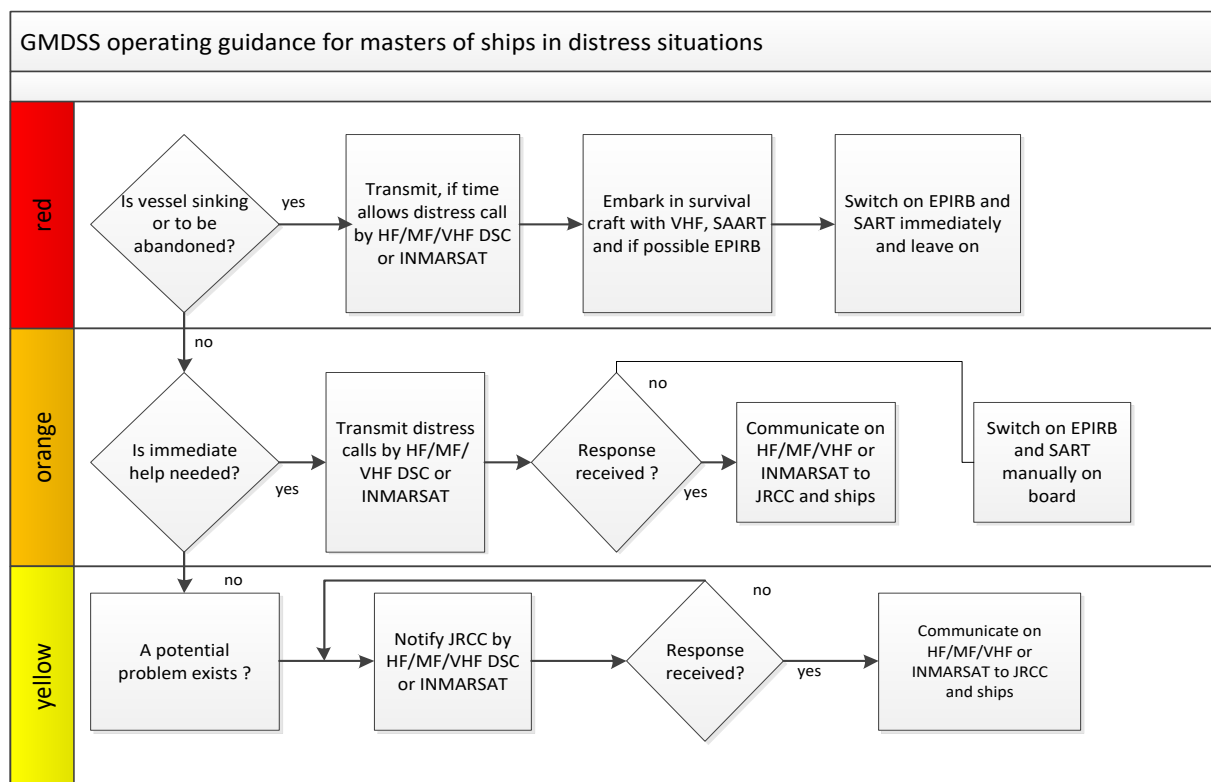 GMDSS operating guidance for masters of ships in distress situations
red
Is vessel sinking
or to be
abandoned?
yes
Transmit, if time
allows distress call
by HF/MF/VHF DSC
or INMARSAT
Embark in survival
craft with VHF, SAART
and if possible EPIRB
Switch on EPIRB and
SART immediately
and leave on
no
orange
Is immediate
help needed?
yes
Transmit distress
calls by HF/MF/
VHF DSC or
INMARSAT
Response
received ?
no
yes
Communicate on
HF/MF/VHF or
INMARSAT to
JRCC and ships
Switch on EPIRB
and SART
manually on
board
no
yellow
A potential
problem exists ?
Notify JRCC by
HF/MF/VHF DSC
or INMARSAT
Response
received?
no
yes
Communicate on
HF/MF/VHF or
INMARSAT to JRCC
and ships